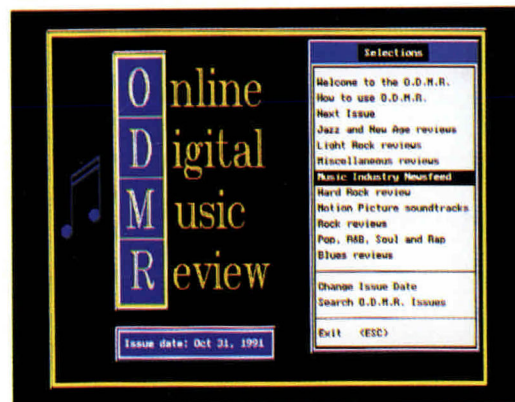 Online
Digital
Music
Review
Issue date: Oct 31, 1991
Selections
Welcome to the O.D.M.R.
How to use O.D.M.R.
Next Issue
Jazz and New Age reviews
Light Rock reviews
Miscellaneous reviews
Music Industry Newsfeed
Hard Rock review
Motion Picture soundtracks
Rock reviews
Pop, R&B, Soul and Rap
Blues reviews
Change Issue Date
Search O.D.M.R. Issues
Exit <ESC>